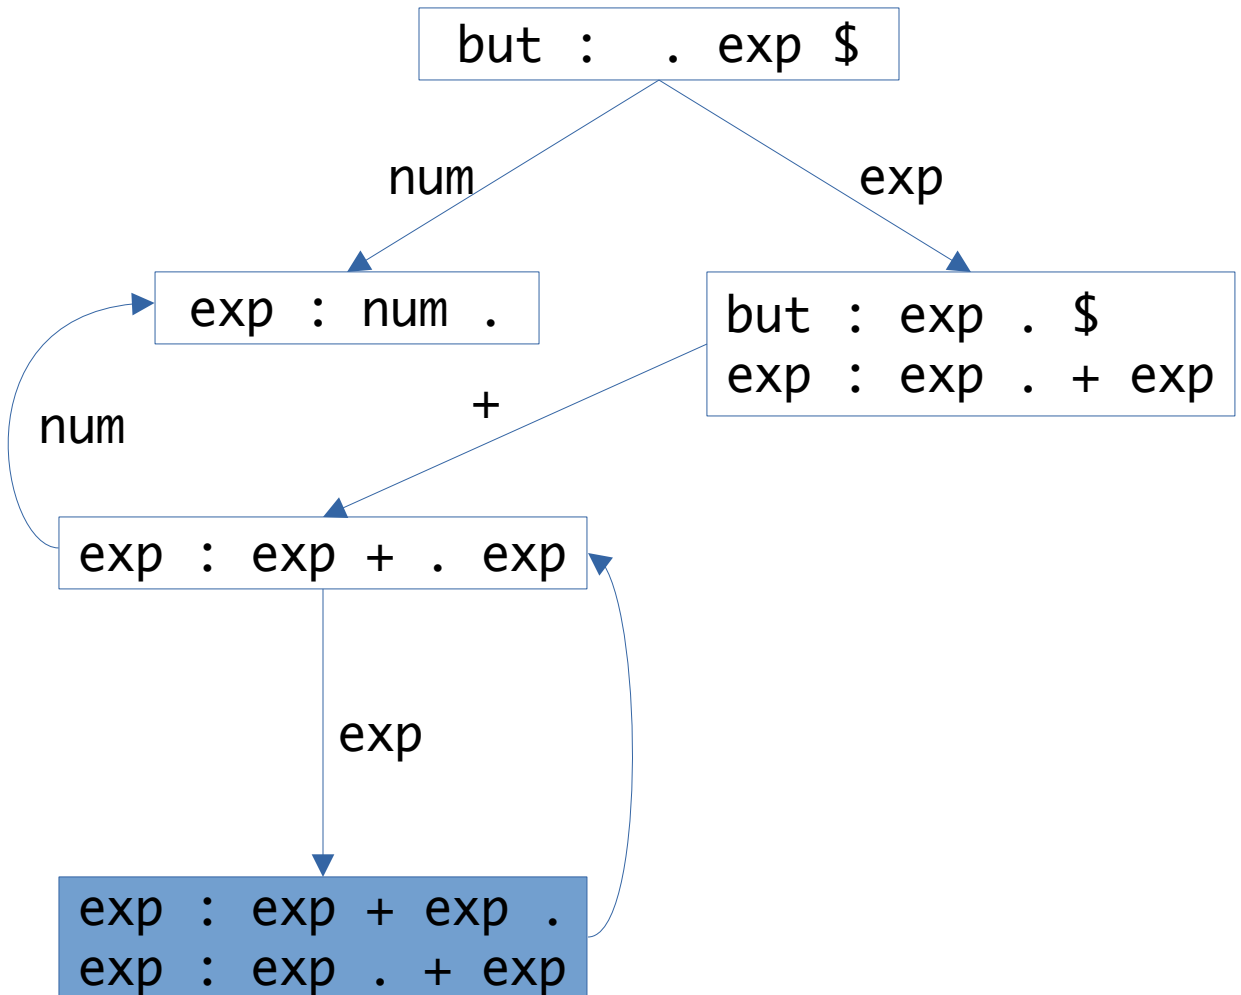 but : . exp $
num
exp
exp : num .
but : exp . $
exp : exp . + exp
+
num
exp : exp + . exp
exp
exp : exp + exp .
exp : exp . + exp